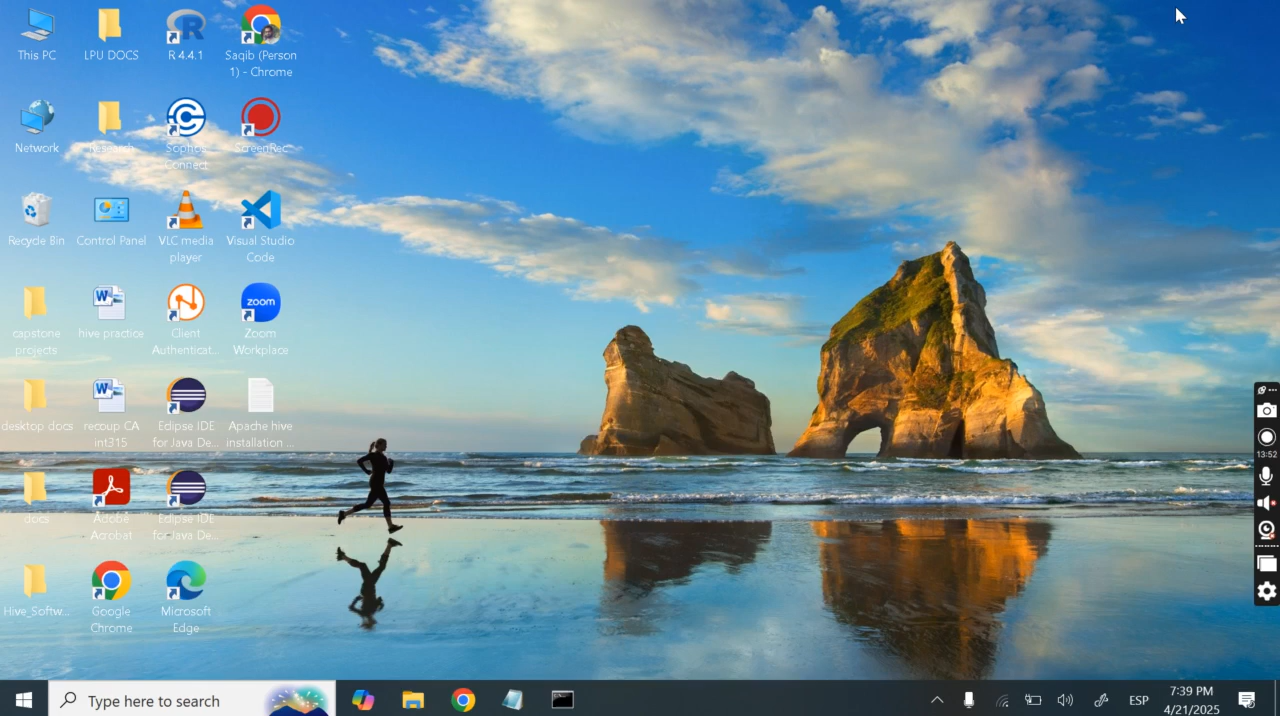 This PC
LPU DOCS
R 4.4.1
Saqib (Person
1) - Chrome
Network
Research
Sophos
Connect
ScreenRec
Recycle Bin
Control Panel
VLC media
player
Visual Studio
Code
capstone
projects
hive practice
Client
Authenticat...
zoom
Zoom
Workplace
desktop docs
recoup CA
int315
Eclipse IDE
for Java De...
Apache hive
installation ...
docs
Adobe
Acrobat
Eclipse IDE
for Java De...
Hive_Softw...
Google
Chrome
Microsoft
Edge
13:52
Type here to search
ESP
7:39 PM
4/21/2025